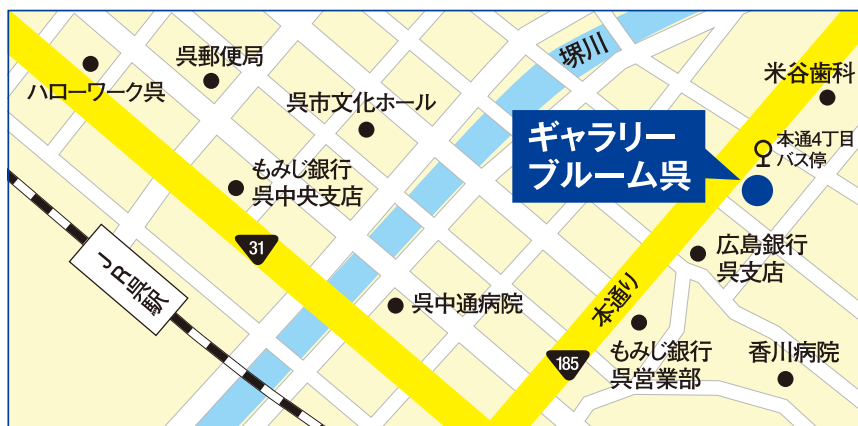 呉郵便局
ハローワーク呉
呉市文化ホール
堺川
米谷歯科
ギャラリー
ブルーム呉
本通4丁目
バス停
もみじ銀行
呉中央支店
31
JR呉駅
広島銀行
呉支店
呉中通病院
本通り
185
もみじ銀行
呉営業部
香川病院